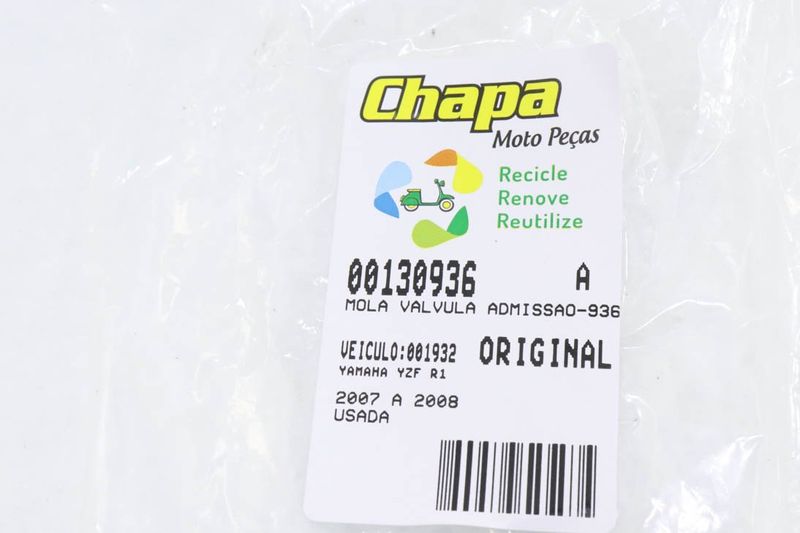 Chapa
Moto Peças
Recicle
Renove
Reutilize
00130936 A
MOLA VALVULA ADMISSAO-936
VEICULO:001932 ORIGINAL
YAMAHA YZF R1
2007 A 2008
USADA